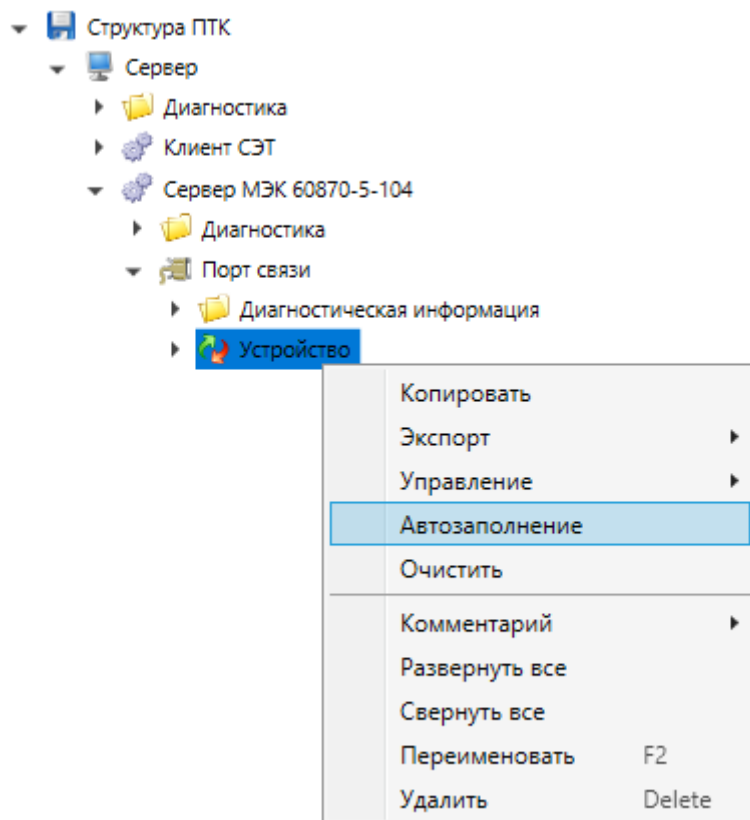 Структура ПТК
Сервер
Диагностика
Клиент СЭТ
Сервер МЭК 60870-5-104
Диагностика
Порт связи
Диагностическая информация
Устройство
Копировать
Экспорт
Управление
Автозаполнение
Очистить
Комментарий
Развернуть все
Свернуть все
Переименовать F2
Удалить Delete